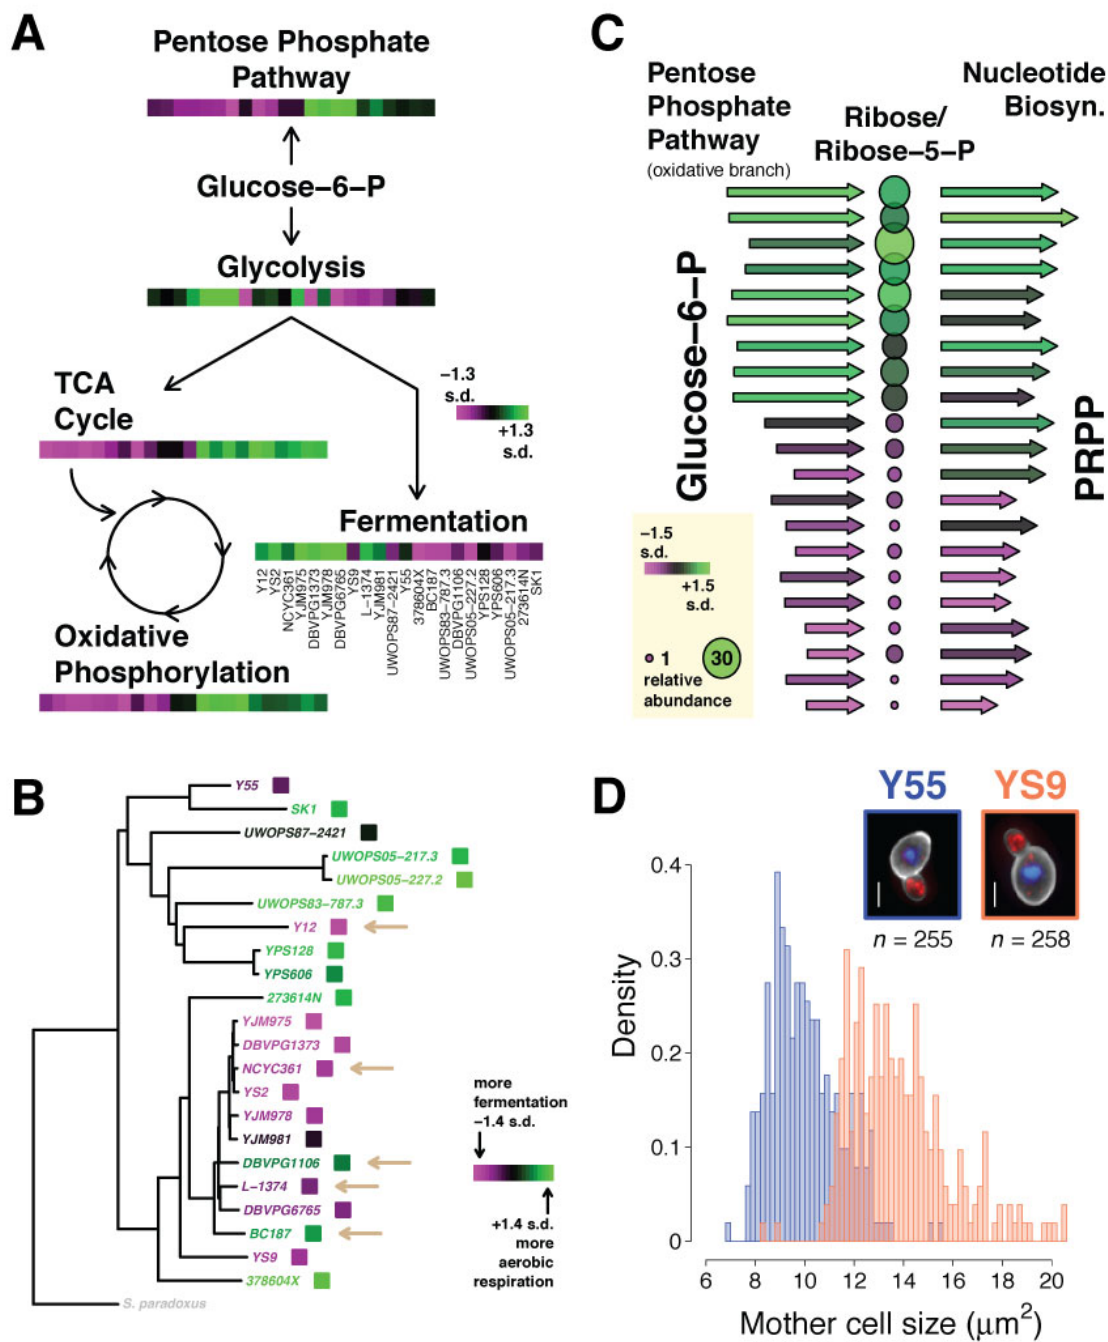 A
Pentose Phosphate
Pathway
Glucose–6–P
Glycolysis
TCA
Cycle
–1.3
s.d.
+1.3
s.d.
Fermentation
Y12
YS2
NCYC361
YJM975
DBVPG1373
YJM978
DBVPG6765
YS9
L–1374
YJM981
UWOPS87–2421
Y55
378604X
BC187
UWOPS83–787.3
DBVPG1106
UWOPS05–227.2
YPS128
YPS606
UWOPS05–217.3
273614N
SK1
Oxidative
Phosphorylation
C
Pentose
Phosphate
Pathway
(oxidative branch)
Ribose/
Ribose–5–P
Nucleotide
Biosyn.
Glucose–6–P
PRPP
–1.5
s.d.
+1.5
s.d.
1
30
relative
abundance
B
Y55
SK1
UWOPS87–2421
UWOPS05–217.3
UWOPS05–227.2
UWOPS83–787.3
Y12
YPS128
YPS606
273614N
YJM975
DBVPG1373
NCYC361
YS2
YJM978
YJM981
DBVPG1106
L–1374
DBVPG6765
BC187
YS9
378604X
S. paradoxus
more
fermentation
–1.4 s.d.
+1.4 s.d.
more
aerobic
respiration
D
Y55
YS9
n = 255
n = 258
Density
0.4
0.3
0.2
0.1
0
6 8 10 12 14 16 18 20
Mother cell size (μm²)